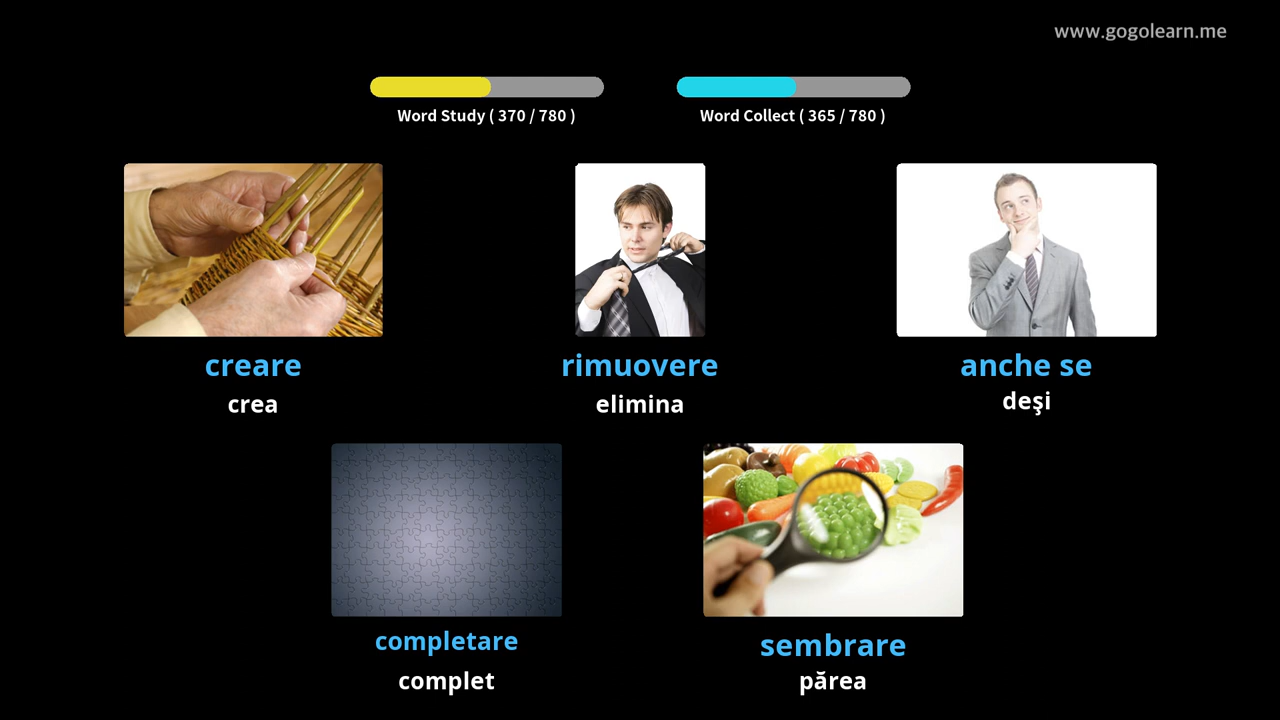 www.gogolearn.me
Word Study ( 370 / 780 )
Word Collect ( 365 / 780 )
creare
crea
rimuovere
elimina
anche se
deşi
completare
complet
sembrare
părea